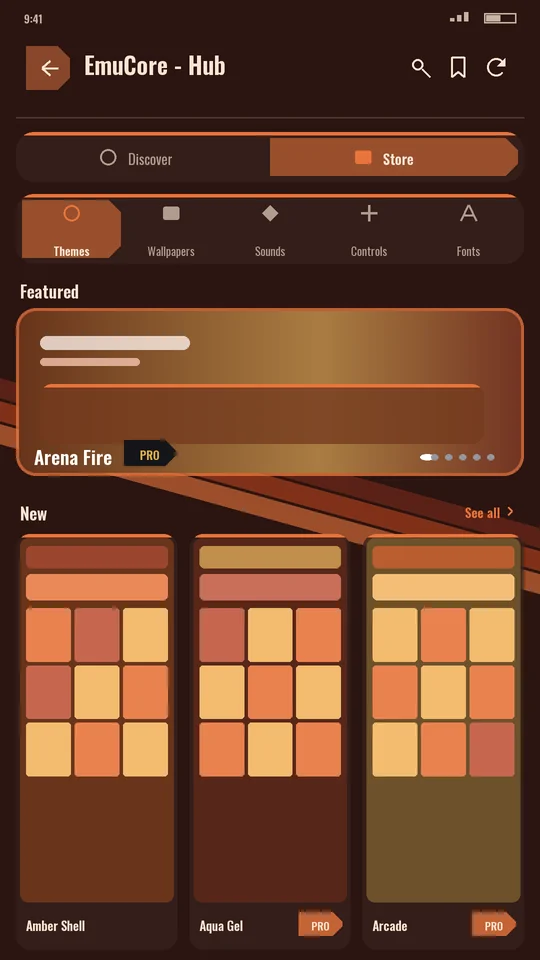 9:41
EmuCore - Hub
Discover
Store
Themes
Wallpapers
Sounds
Controls
Fonts
Featured
Arena Fire
PRO
New
See all
Amber Shell
Aqua Gel
PRO
Arcade
PRO